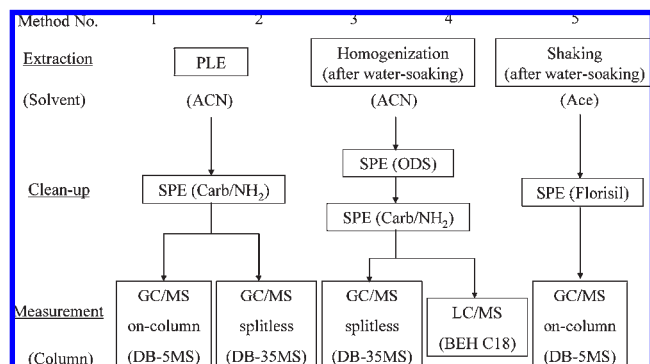 Method No. 1 2 3 4 5
Extraction
PLE
Homogenization
(after water-soaking)
Shaking
(after water-soaking)
(Solvent)
(ACN)
(ACN)
(Ace)
Clean-up
SPE (Carb/NH₂)
SPE (ODS)
SPE (Carb/NH₂)
SPE (Florisil)
Measurement
(Column)
GC/MS
on-column
(DB-5MS)
GC/MS
splitless
(DB-35MS)
GC/MS
splitless
(DB-35MS)
LC/MS
(BEH C18)
GC/MS
on-column
(DB-5MS)